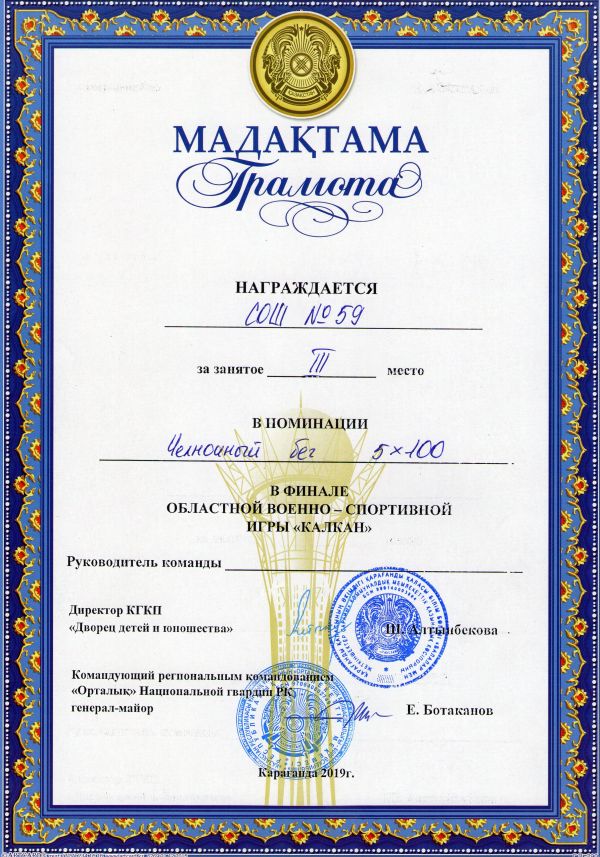 ҚАЗАҚСТАН
МАДАҚТАМА
Грамота
НАГРАЖДАЕТСЯ
СОШ №59
за занятое III место
В НОМИНАЦИИ
Челночный бег 5×100
В ФИНАЛЕ
ОБЛАСТНОЙ ВОЕННО – СПОРТИВНОЙ
ИГРЫ «КАЛКАН»
Руководитель команды
Директор КГКП
«Дворец детей и юношества» Ш. Алтынбекова
Командующий региональным командованием
«Орталық» Национальной гвардии РК,
генерал-майор Е. Ботаканов
Караганда 2019г.